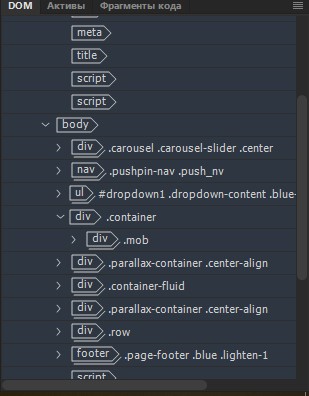 DOM Активы Фрагменты кода
meta
title
script
script
body
div .carousel .carousel-slider .center
nav .pushpin-nav .push_nv
ul #dropdown1 .dropdown-content .blue-
div .container
div .mob
div .parallax-container .center-align
div .container-fluid
div .parallax-container .center-align
div .row
footer .page-footer .blue .lighten-1
script